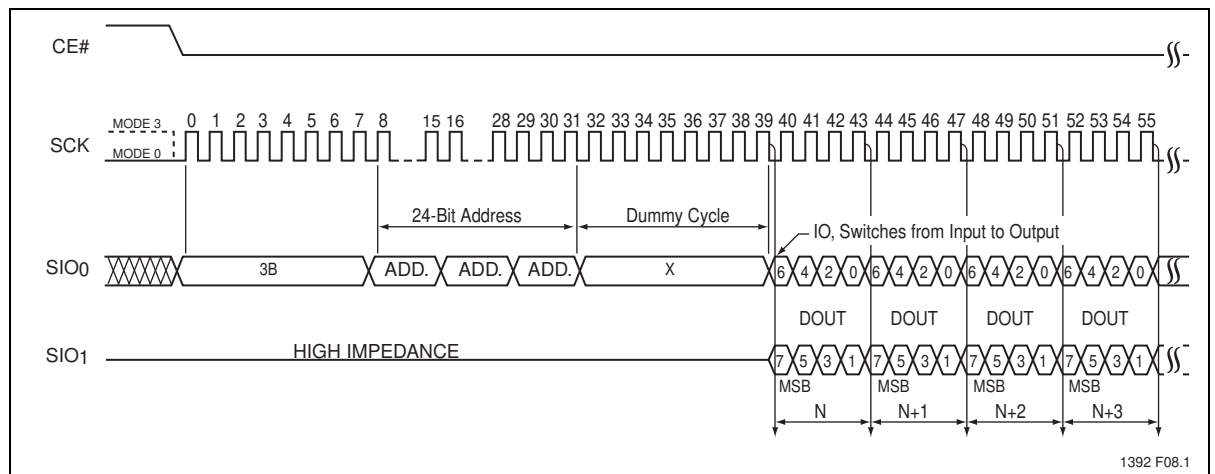 CE#
MODE 3
0 1 2 3 4 5 6 7 8 15 16 28 29 30 31 32 33 34 35 36 37 38 39 40 41 42 43 44 45 46 47 48 49 50 51 52 53 54 55
SCK
MODE 0
24-Bit Address
Dummy Cycle
IO, Switches from Input to Output
SIO0
3B ADD. ADD. ADD. X 6 4 2 0 6 4 2 0 6 4 2 0 6 4 2 0
DOUT DOUT DOUT DOUT
SIO1
HIGH IMPEDANCE
7 5 3 1 7 5 3 1 7 5 3 1 7 5 3 1
MSB MSB MSB MSB
N N+1 N+2 N+3
1392 F08.1